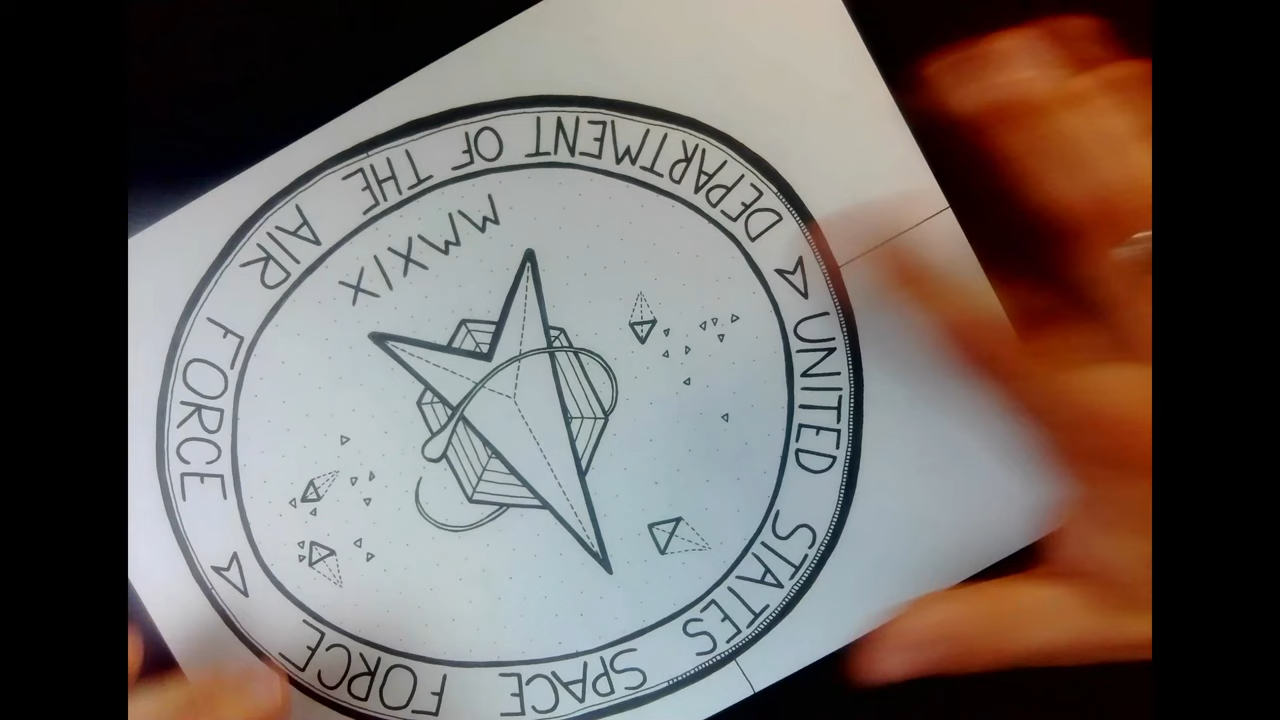 UNITED STATES SPACE FORCE
DEPARTMENT OF THE AIR FORCE
MMXIX